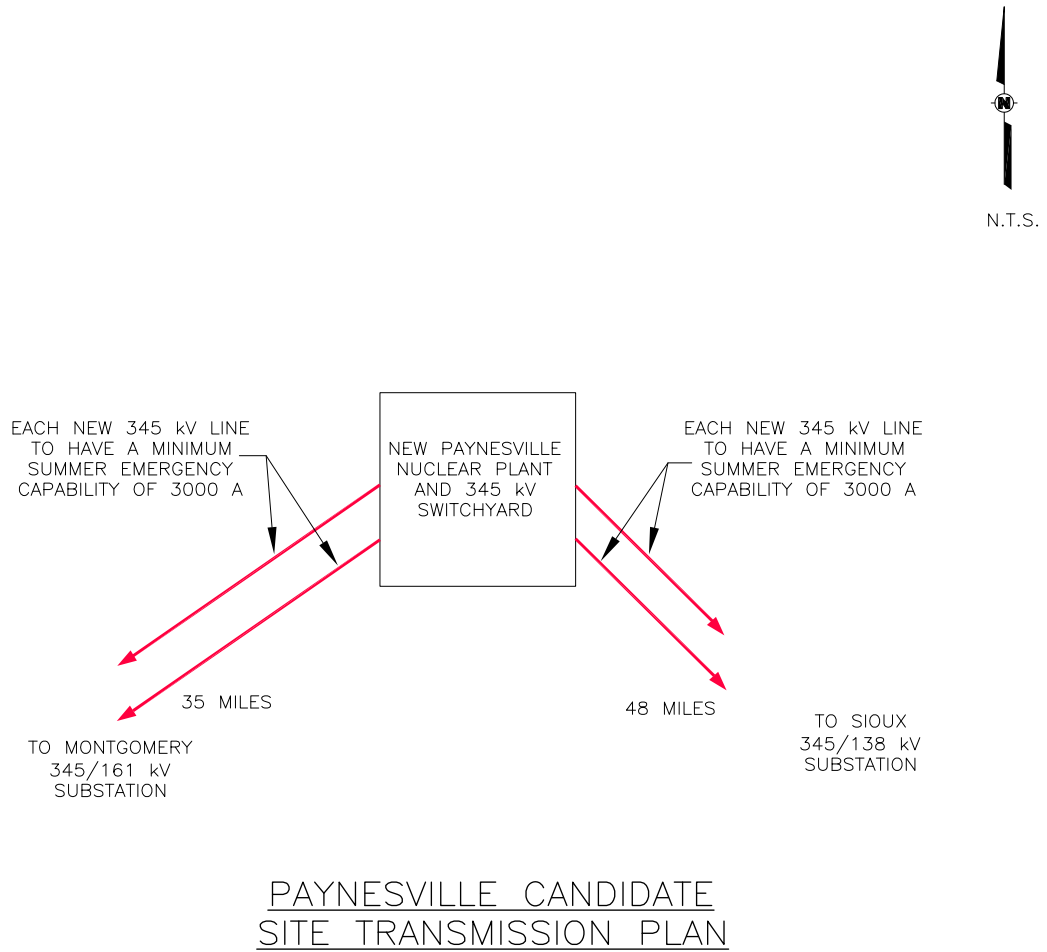 N
N.T.S.
EACH NEW 345 kV LINE
TO HAVE A MINIMUM
SUMMER EMERGENCY
CAPABILITY OF 3000 A
NEW PAYNESVILLE
NUCLEAR PLANT
AND 345 kV
SWITCHYARD
EACH NEW 345 kV LINE
TO HAVE A MINIMUM
SUMMER EMERGENCY
CAPABILITY OF 3000 A
35 MILES
48 MILES
TO MONTGOMERY
345/161 kV
SUBSTATION
TO SIOUX
345/138 kV
SUBSTATION
PAYNESVILLE CANDIDATE
SITE TRANSMISSION PLAN